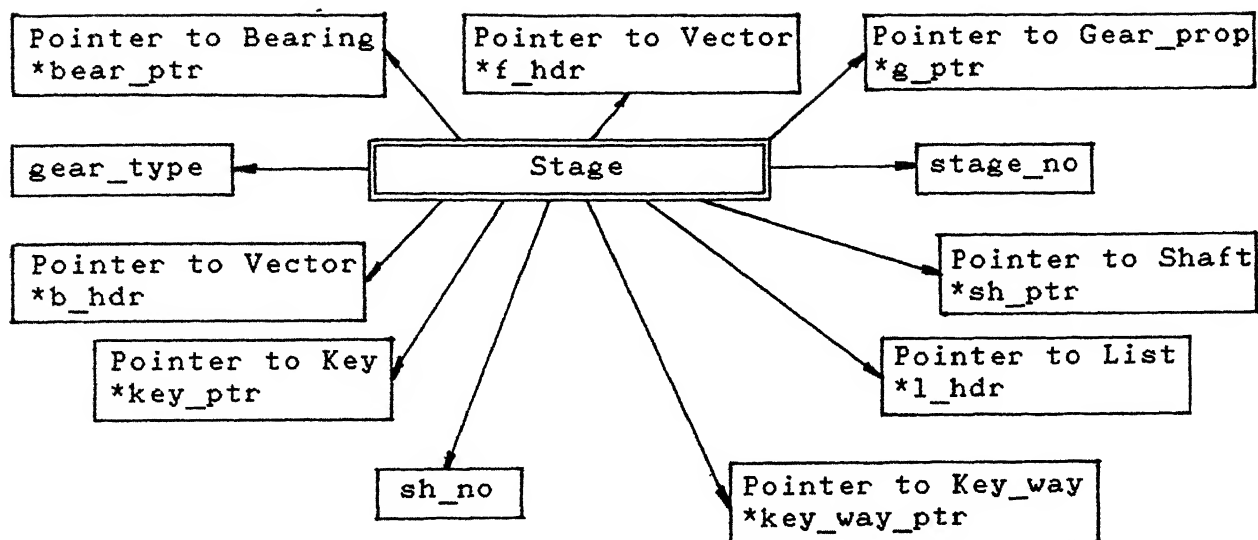 Pointer to Bearing
*bear_ptr
Pointer to Vector
*f_hdr
Pointer to Gear_prop
*g_ptr
gear_type
Stage
stage_no
Pointer to Vector
*b_hdr
Pointer to Shaft
*sh_ptr
Pointer to Key
*key_ptr
Pointer to List
*l_hdr
sh_no
Pointer to Key_way
*key_way_ptr